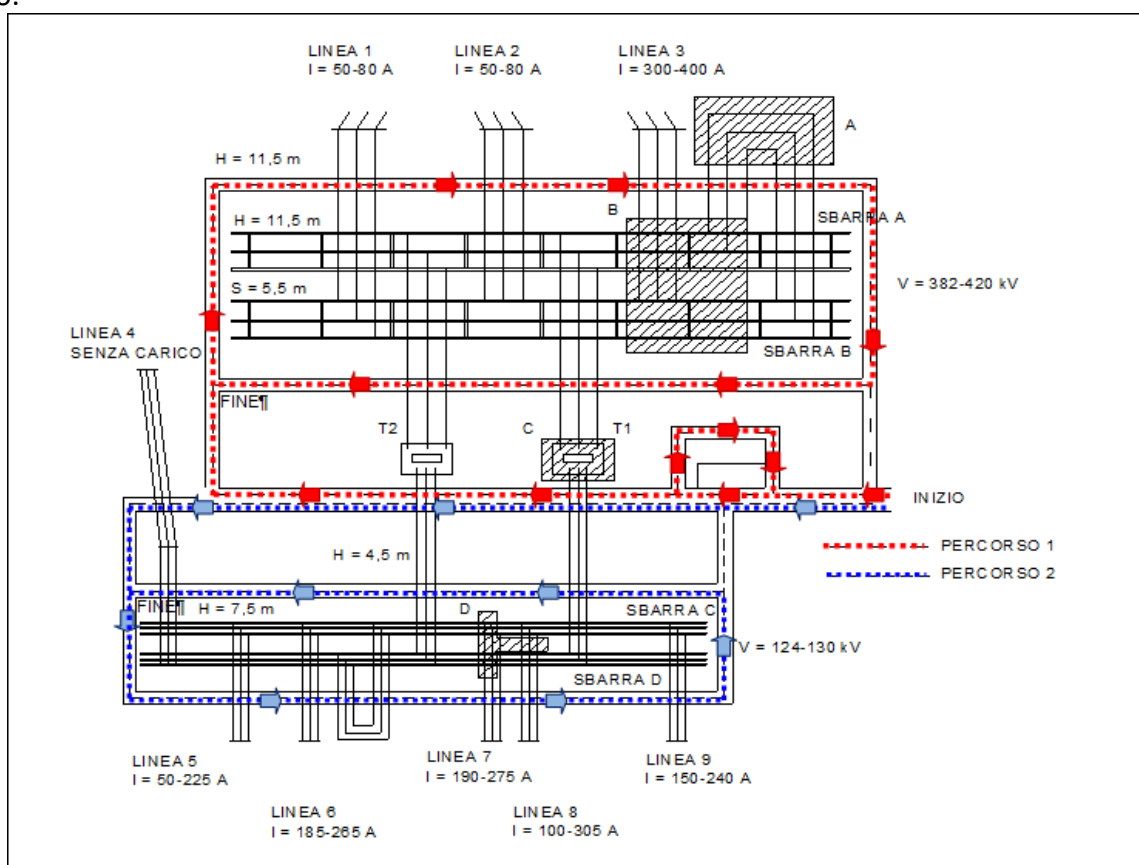 LINEA 1
I = 50-80 A
LINEA 2
I = 50-80 A
LINEA 3
I = 300-400 A
A
H = 11,5 m
B
H = 11,5 m
SBARRA A
V = 382-420 kV
S = 5,5 m
LINEA 4
SENZA CARICO
SBARRA B
FINE¶
T2
C
T1
INIZIO
H = 4,5 m
PERCORSO 1
PERCORSO 2
FINE¶
H = 7,5 m
D
SBARRA C
V = 124-130 kV
SBARRA D
LINEA 5
I = 50-225 A
LINEA 7
I = 190-275 A
LINEA 9
I = 150-240 A
LINEA 6
I = 185-265 A
LINEA 8
I = 100-305 A